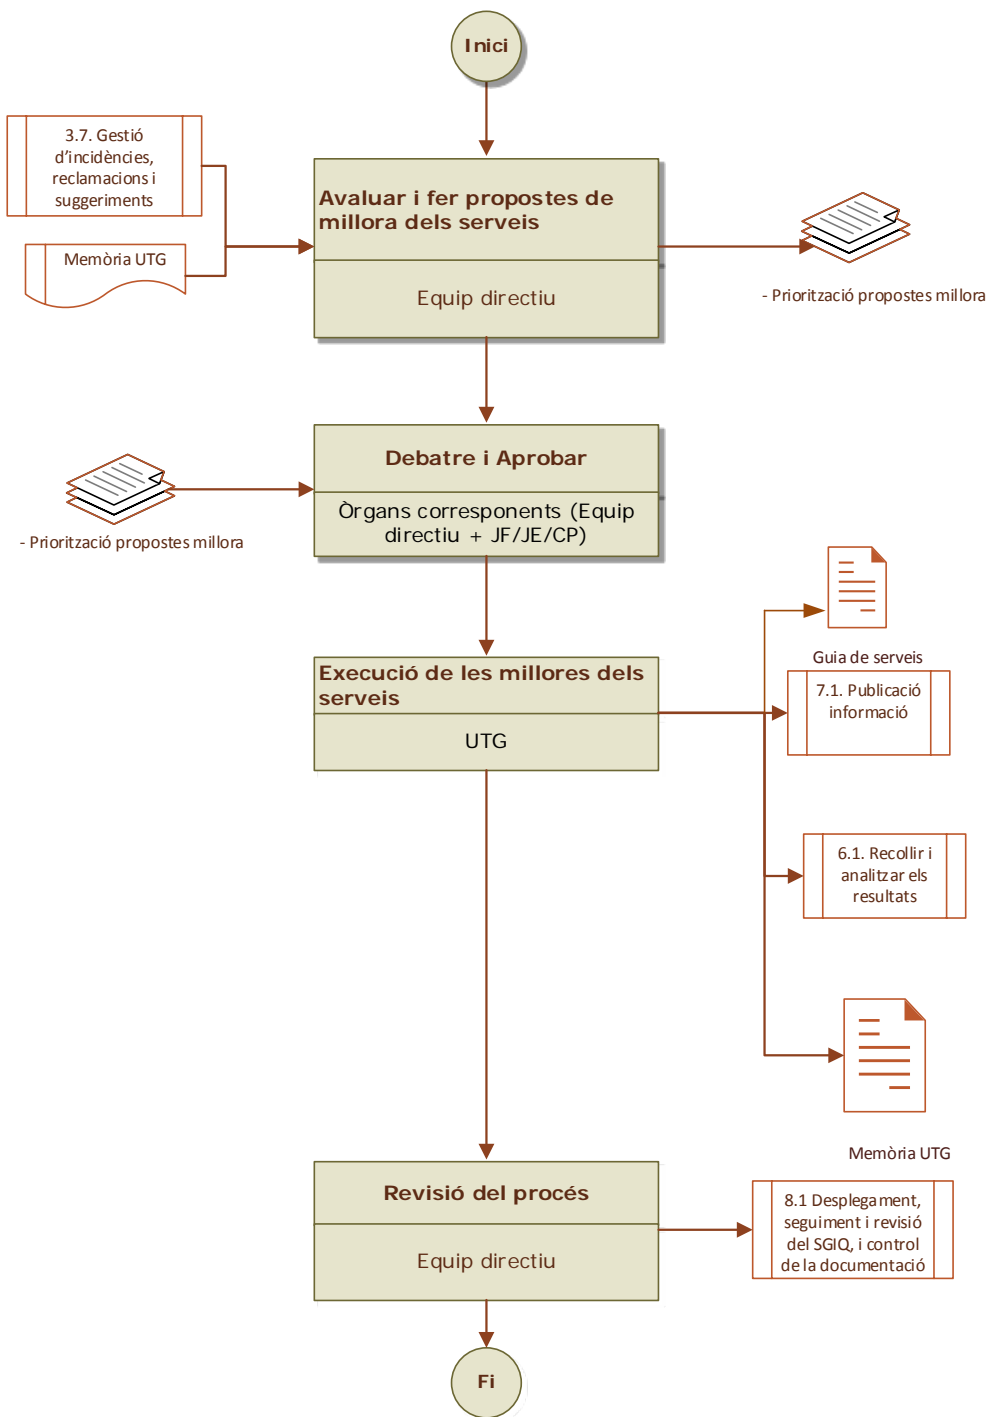 Inici
3.7. Gestió
d'incidències,
reclamacions i
suggeriments
Memòria UTG
Avaluar i fer propostes de
millora dels serveis
Equip directiu
- Priorització propostes millora
Debatre i Aprobar
Òrgans corresponents (Equip
directiu + JF/JE/CP)
- Priorització propostes millora
Guia de serveis
Execució de les millores dels
serveis
UTG
7.1. Publicació
informació
6.1. Recollir i
analitzar els
resultats
Memòria UTG
Revisió del procés
Equip directiu
8.1 Desplegament,
seguiment i revisió
del SGIQ, i control
de la documentació
Fi